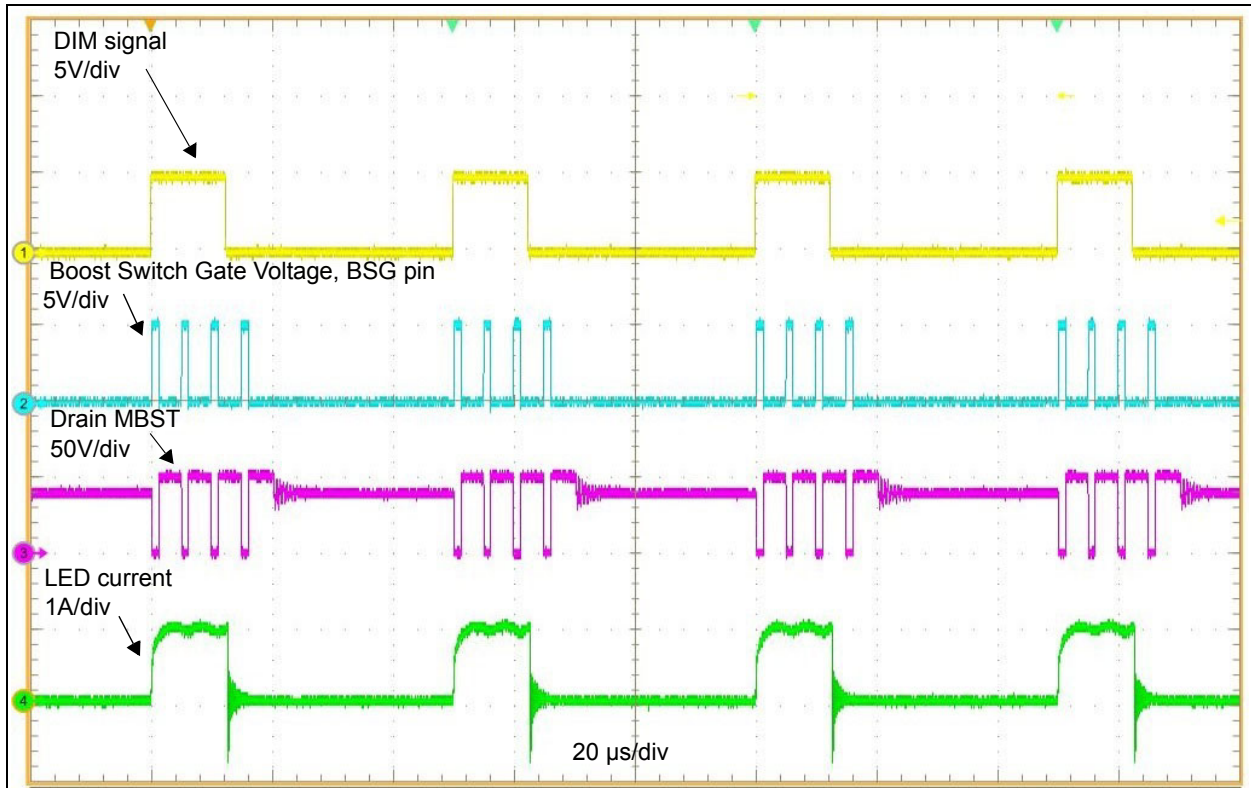 DIM signal
5V/div
1
Boost Switch Gate Voltage, BSG pin
5V/div
2
Drain MBST
50V/div
3
LED current
1A/div
4
20 µs/div